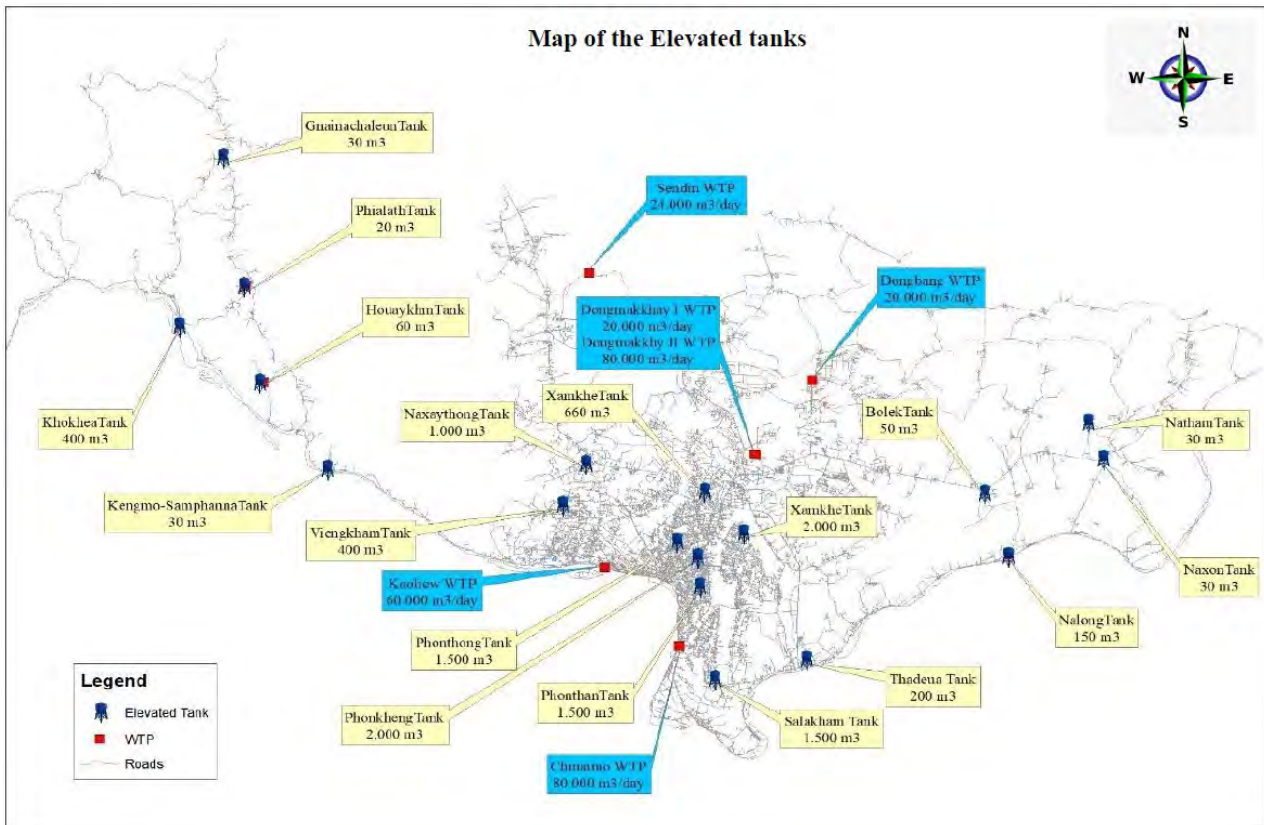 Map of the Elevated tanks
N
W
E
S
GnainachaleunTank
30 m3
PhialathTank
20 m3
Sendin WTP
24.000 m3/day
HouaykhmTank
60 m3
Dongmakkhay I WTP
20.000 m3/day
Dongmakkhy II WTP
80.000 m3/day
Dongbang WTP
20.000 m3/day
KhokheaTank
400 m3
NaxaythongTank
1.000 m3
XamkheTank
660 m3
BolekTank
50 m3
NathamTank
30 m3
Kengmo-SamphannaTank
30 m3
ViengkhamTank
400 m3
XamkheTank
2.000 m3
Kaoliew WTP
60.000 m3/day
NaxonTank
30 m3
NalongTank
150 m3
PhonthongTank
1.500 m3
PhonkhengTank
2.000 m3
PhonthanTank
1.500 m3
Thadeua Tank
200 m3
Salakham Tank
1.500 m3
Chinaimo WTP
80.000 m3/day
Legend
Elevated Tank
WTP
Roads